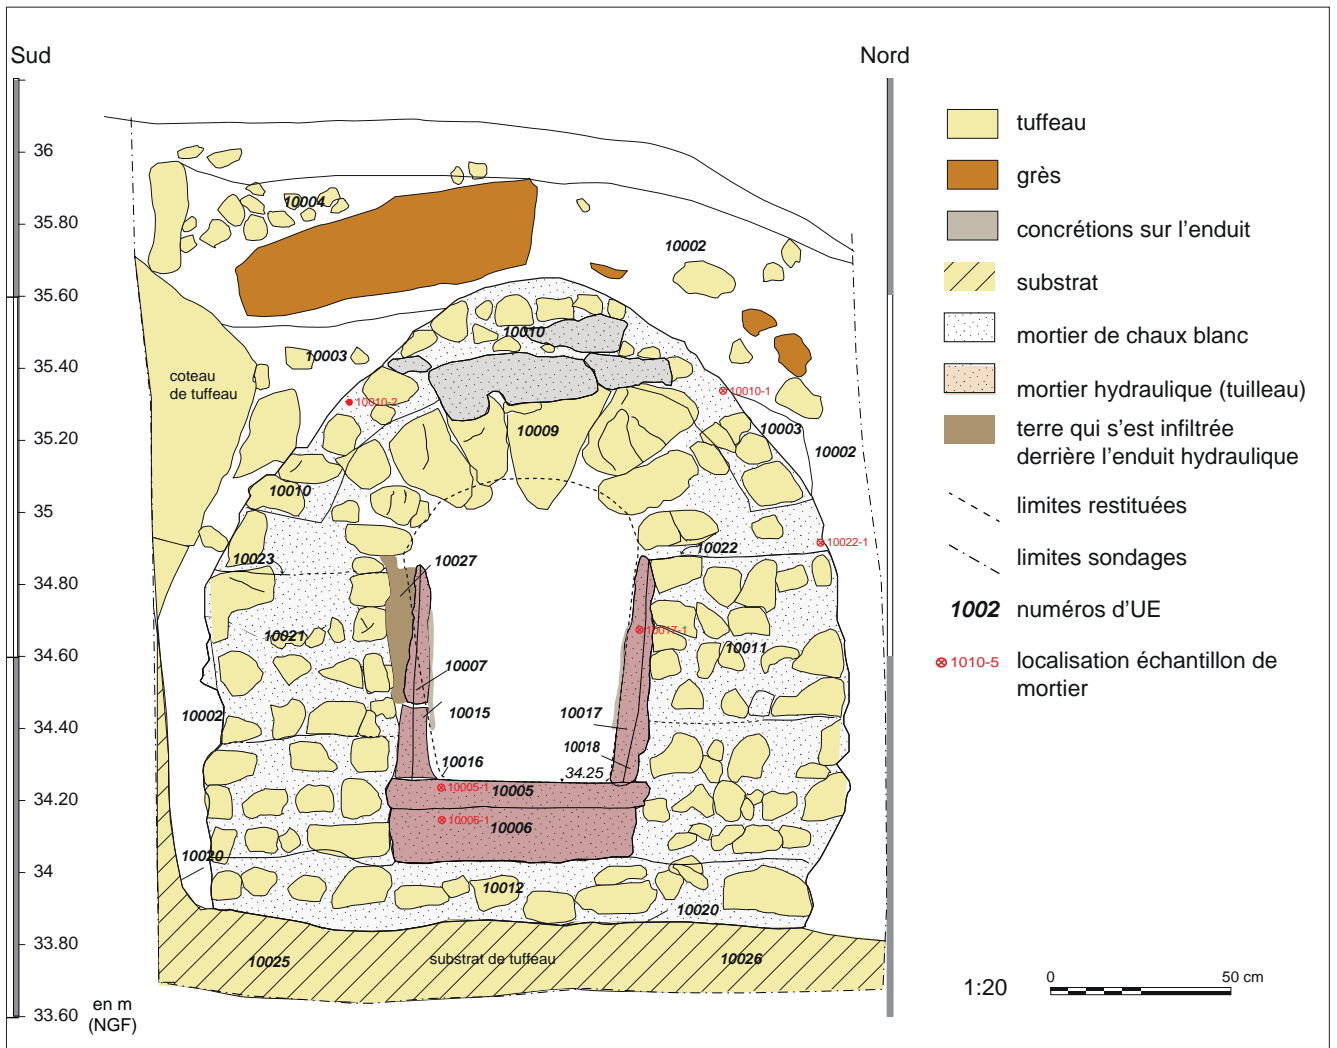 Sud
Nord
36
35.80
35.60
35.40
35.20
35
34.80
34.60
34.40
34.20
34
33.80
33.60
en m
(NGF)
10004
10002
10010
10003
coteau
de tuffeau
10010-2
10010-1
10009
10003
10002
10010
10022-1
10022
10023
10027
10021
10017-1
10011
10007
10002
10015
10017
10018
10016
34.25
10005-1
10005
10006-1
10006
10020
10012
10020
10025
substrat de tuffeau
10026
tuffeau
grès
concrétions sur l'enduit
substrat
mortier de chaux blanc
mortier hydraulique (tuilleau)
terre qui s'est infiltrée
derrière l'enduit hydraulique
limites restituées
limites sondages
1002 numéros d'UE
1010-5 localisation échantillon de
mortier
1:20
0 50 cm